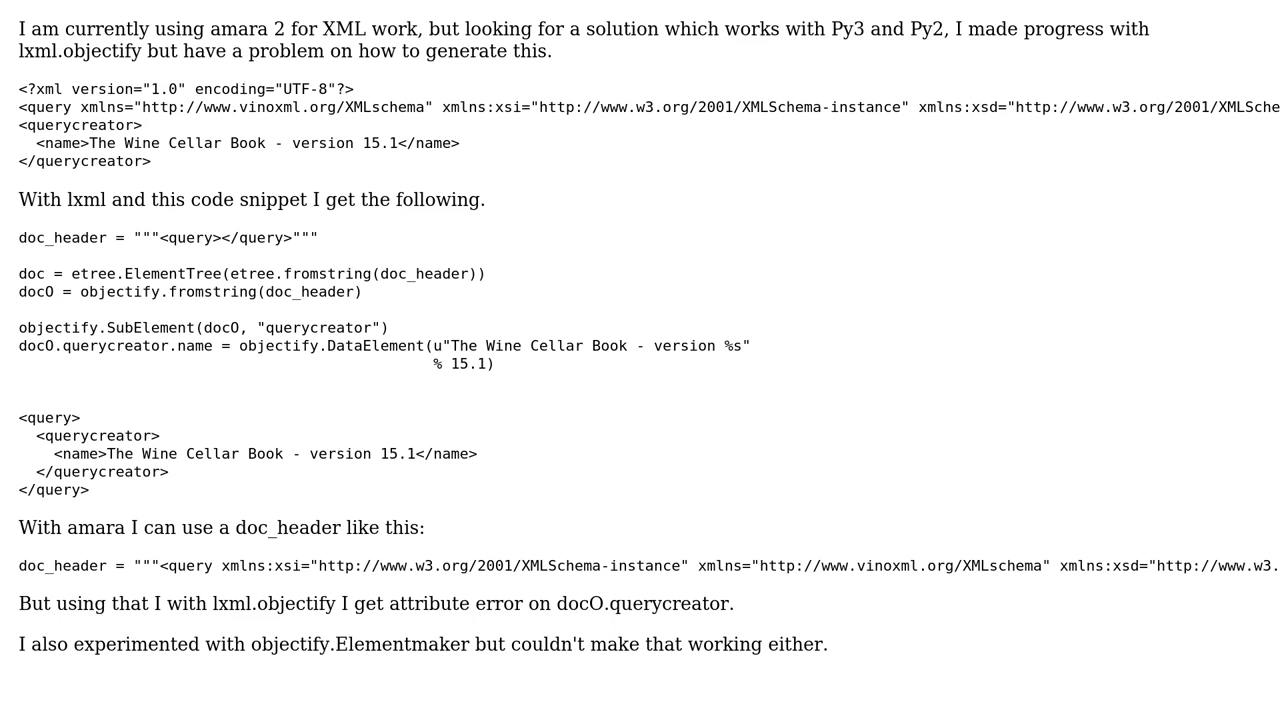 I am currently using amara 2 for XML work, but looking for a solution which works with Py3 and Py2, I made progress with
lxml.objectify but have a problem on how to generate this.
<?xml version="1.0" encoding="UTF-8"?>
<query xmlns="http://www.vinoxml.org/XMLschema" xmlns:xsi="http://www.w3.org/2001/XMLSchema-instance" xmlns:xsd="http://www.w3.org/2001/XMLSche
<querycreator>
  <name>The Wine Cellar Book - version 15.1</name>
</querycreator>
With lxml and this code snippet I get the following.
doc_header = """<query></query>"""
doc = etree.ElementTree(etree.fromstring(doc_header))
docO = objectify.fromstring(doc_header)
objectify.SubElement(docO, "querycreator")
docO.querycreator.name = objectify.DataElement(u"The Wine Cellar Book - version %s"
                                               % 15.1)
<query>
  <querycreator>
    <name>The Wine Cellar Book - version 15.1</name>
  </querycreator>
</query>
With amara I can use a doc_header like this:
doc_header = """<query xmlns:xsi="http://www.w3.org/2001/XMLSchema-instance" xmlns="http://www.vinoxml.org/XMLschema" xmlns:xsd="http://www.w3.
But using that I with lxml.objectify I get attribute error on docO.querycreator.
I also experimented with objectify.Elementmaker but couldn't make that working either.